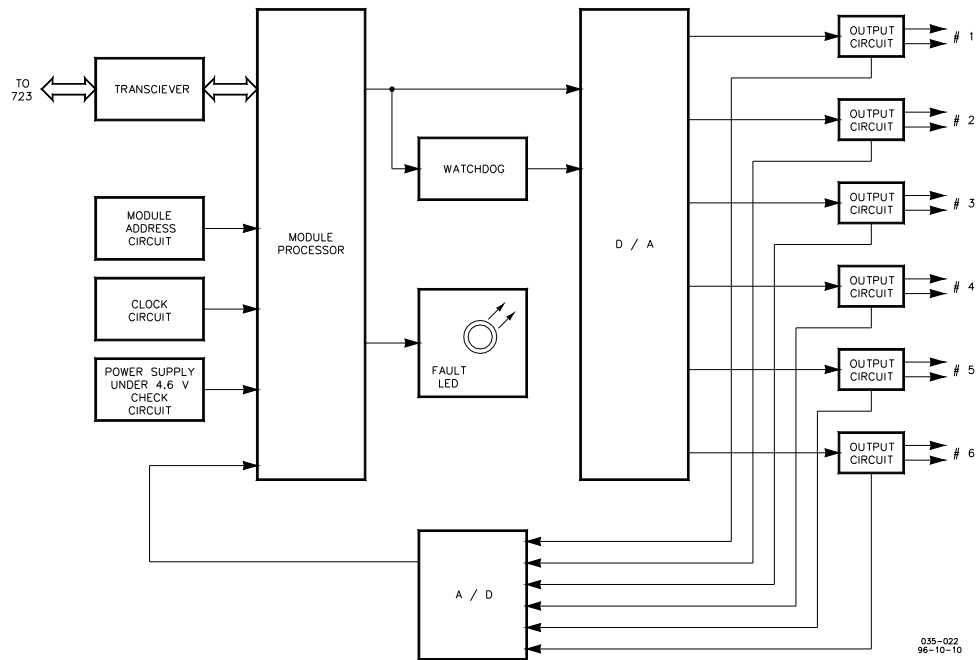 TO
723
TRANSCIEVER
MODULE
ADDRESS
CIRCUIT
CLOCK
CIRCUIT
POWER SUPPLY
UNDER 4.6 V
CHECK
CIRCUIT
MODULE
PROCESSOR
WATCHDOG
FAULT
LED
D / A
A / D
OUTPUT
CIRCUIT
# 1
OUTPUT
CIRCUIT
# 2
OUTPUT
CIRCUIT
# 3
OUTPUT
CIRCUIT
# 4
OUTPUT
CIRCUIT
# 5
OUTPUT
CIRCUIT
# 6
035-022
96-10-10